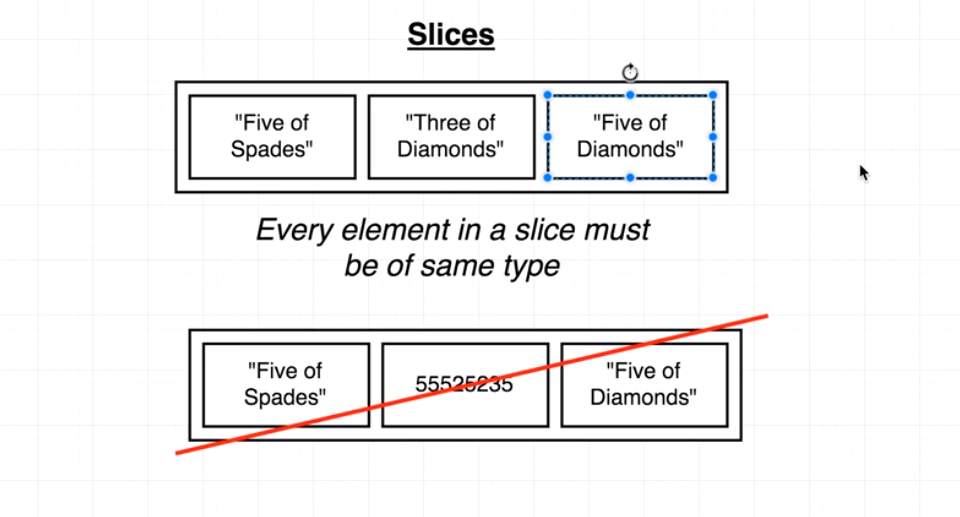 Slices
"Five of
Spades"
"Three of
Diamonds"
"Five of
Diamonds"
Every element in a slice must
be of same type
"Five of
Spades"
55525235
"Five of
Diamonds"